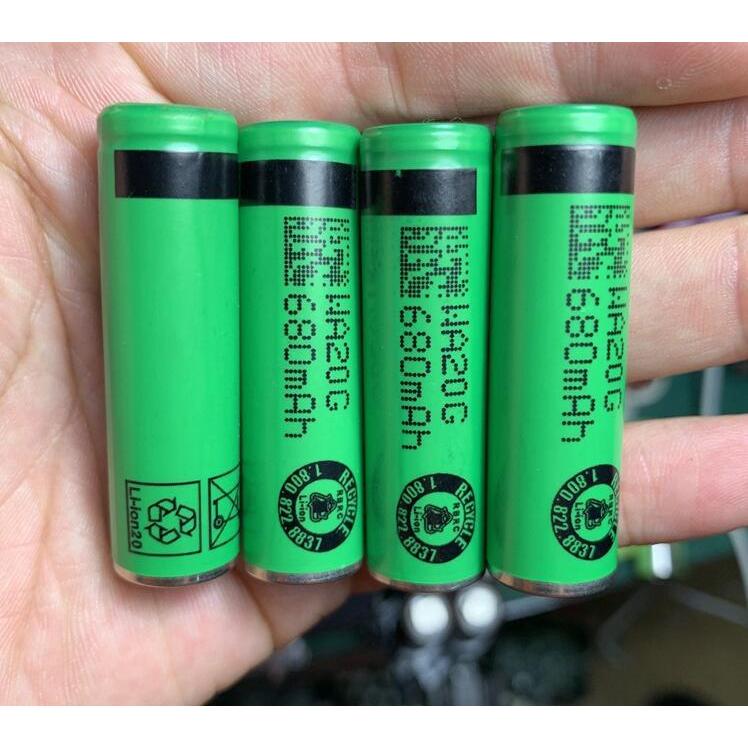 Li-ion20
WA20G
680mAh
RECYCLE
RBRC
Li-ion
1.800.822.8837
WA20G
680mAh
RECYCLE
RBRC
Li-ion
1.800.822.8837
WA20G
680mAh
RECYCLE
RBRC
Li-ion
1.800.822.8837